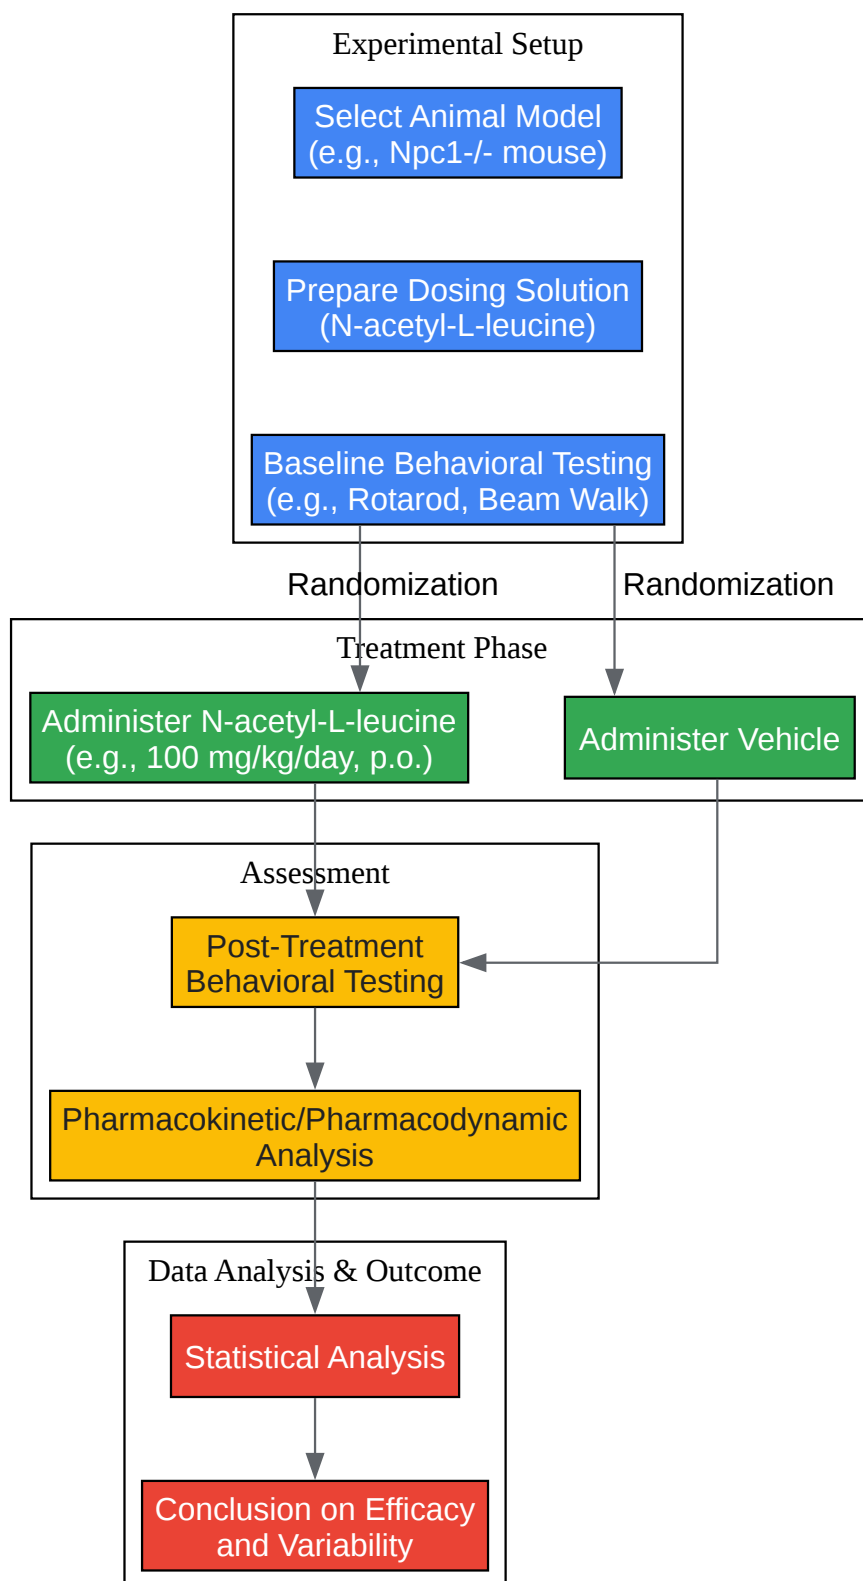 Experimental Setup
Select Animal Model
(e.g., Npc1-/- mouse)
Prepare Dosing Solution
(N-acetyl-L-leucine)
Baseline Behavioral Testing
(e.g., Rotarod, Beam Walk)
Randomization
Randomization
Treatment Phase
Administer N-acetyl-L-leucine
(e.g., 100 mg/kg/day, p.o.)
Administer Vehicle
Assessment
Post-Treatment
Behavioral Testing
Pharmacokinetic/Pharmacodynamic
Analysis
Data Analysis & Outcome
Statistical Analysis
Conclusion on Efficacy
and Variability